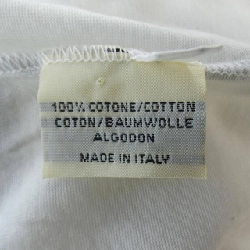 100% COTONE/COTTON
COTON/BAUMWOLLE
ALGODON
MADE IN ITALY